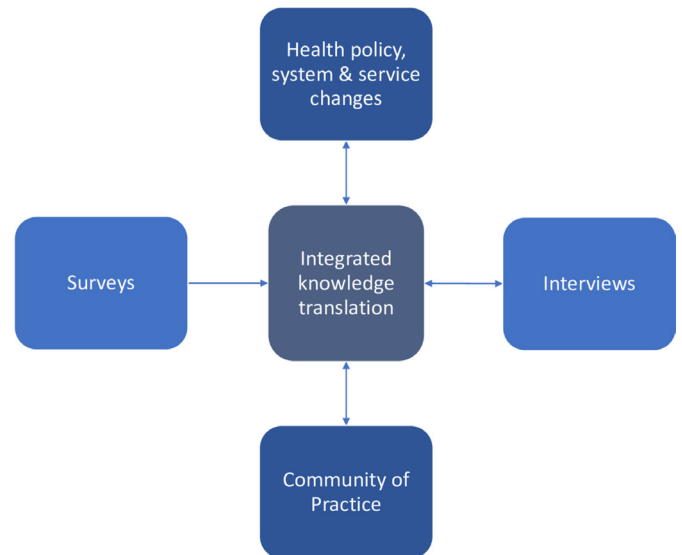 Health policy,
system & service
changes
Surveys
Integrated
knowledge
translation
Interviews
Community of
Practice